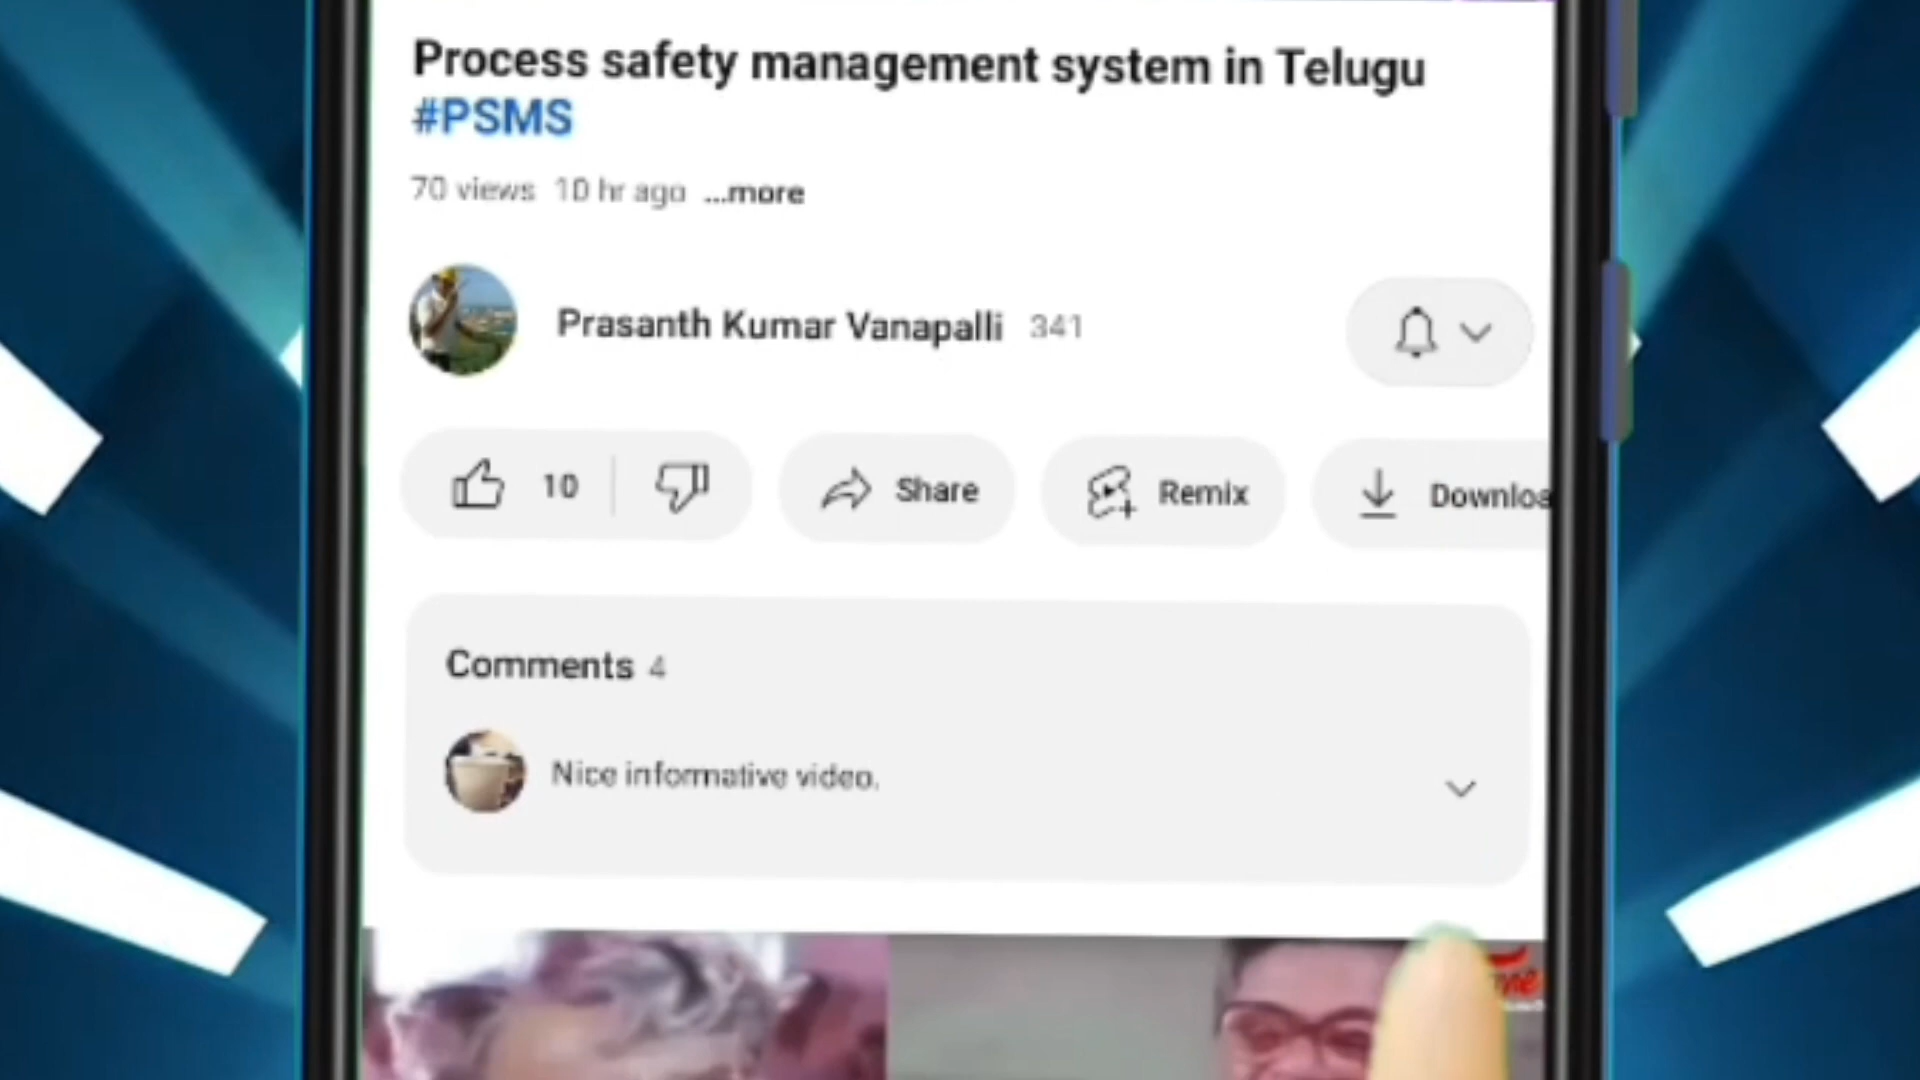 Process safety management system in Telugu
#PSMS
70 views 10 hr ago ...more
Prasanth Kumar Vanapalli 341
10
Share
Remix
Downloa
Comments 4
Nice informative video.